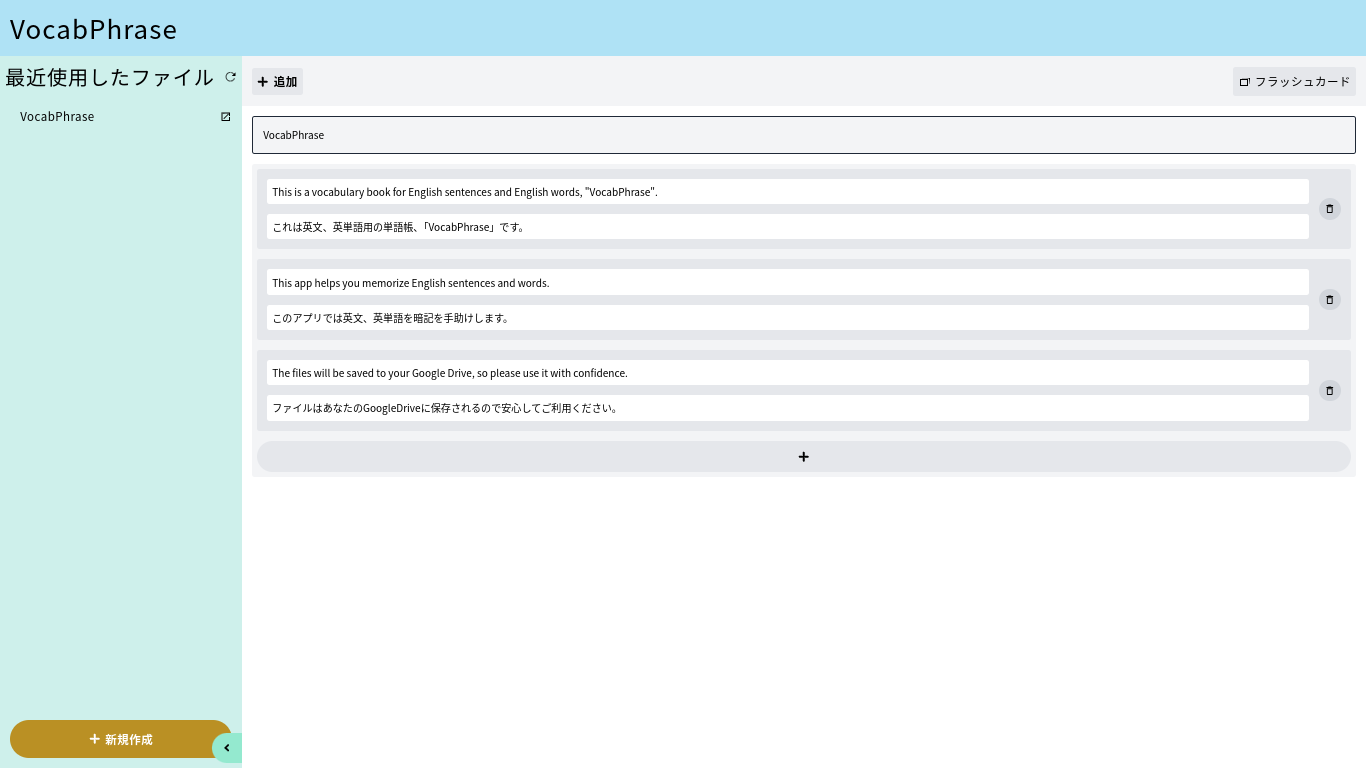 VocabPhrase
最近使用したファイル
VocabPhrase
新規作成
追加
フラッシュカード
VocabPhrase
This is a vocabulary book for English sentences and English words, "VocabPhrase".
これは英文、英単語用の単語帳、「VocabPhrase」です。
This app helps you memorize English sentences and words.
このアプリでは英文、英単語を暗記を手助けします。
The files will be saved to your Google Drive, so please use it with confidence.
ファイルはあなたのGoogleDriveに保存されるので安心してご利用ください。